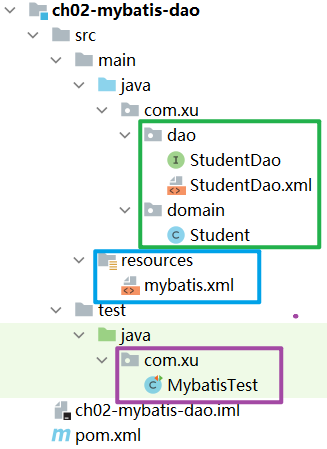 ch02-mybatis-dao
src
main
java
com.xu
dao
I StudentDao
StudentDao.xml
domain
C Student
resources
mybatis.xml
test
java
com.xu
C MybatisTest
ch02-mybatis-dao.iml
m pom.xml